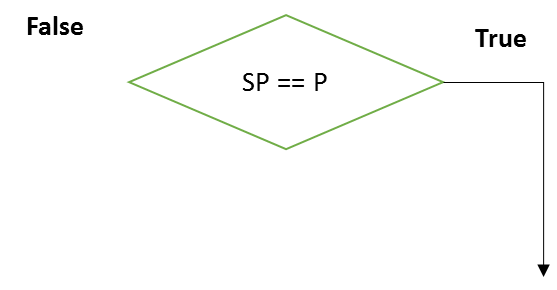 False
True
SP == P